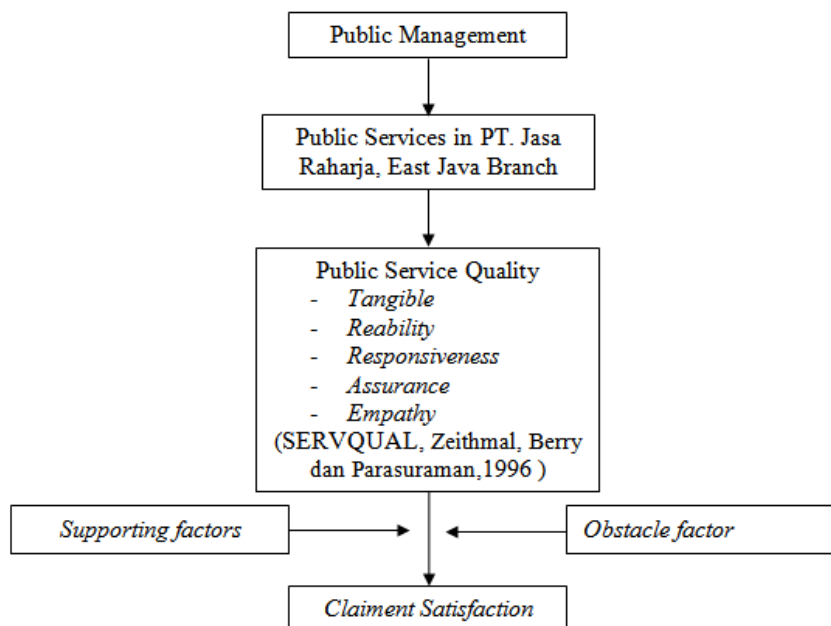 Public Management
Public Services in PT. Jasa
Raharja, East Java Branch
Public Service Quality
- Tangible
- Reability
- Responsiveness
- Assurance
- Empathy
(SERVQUAL, Zeithmal, Berry
dan Parasuraman,1996 )
Supporting factors
Obstacle factor
Claiment Satisfaction